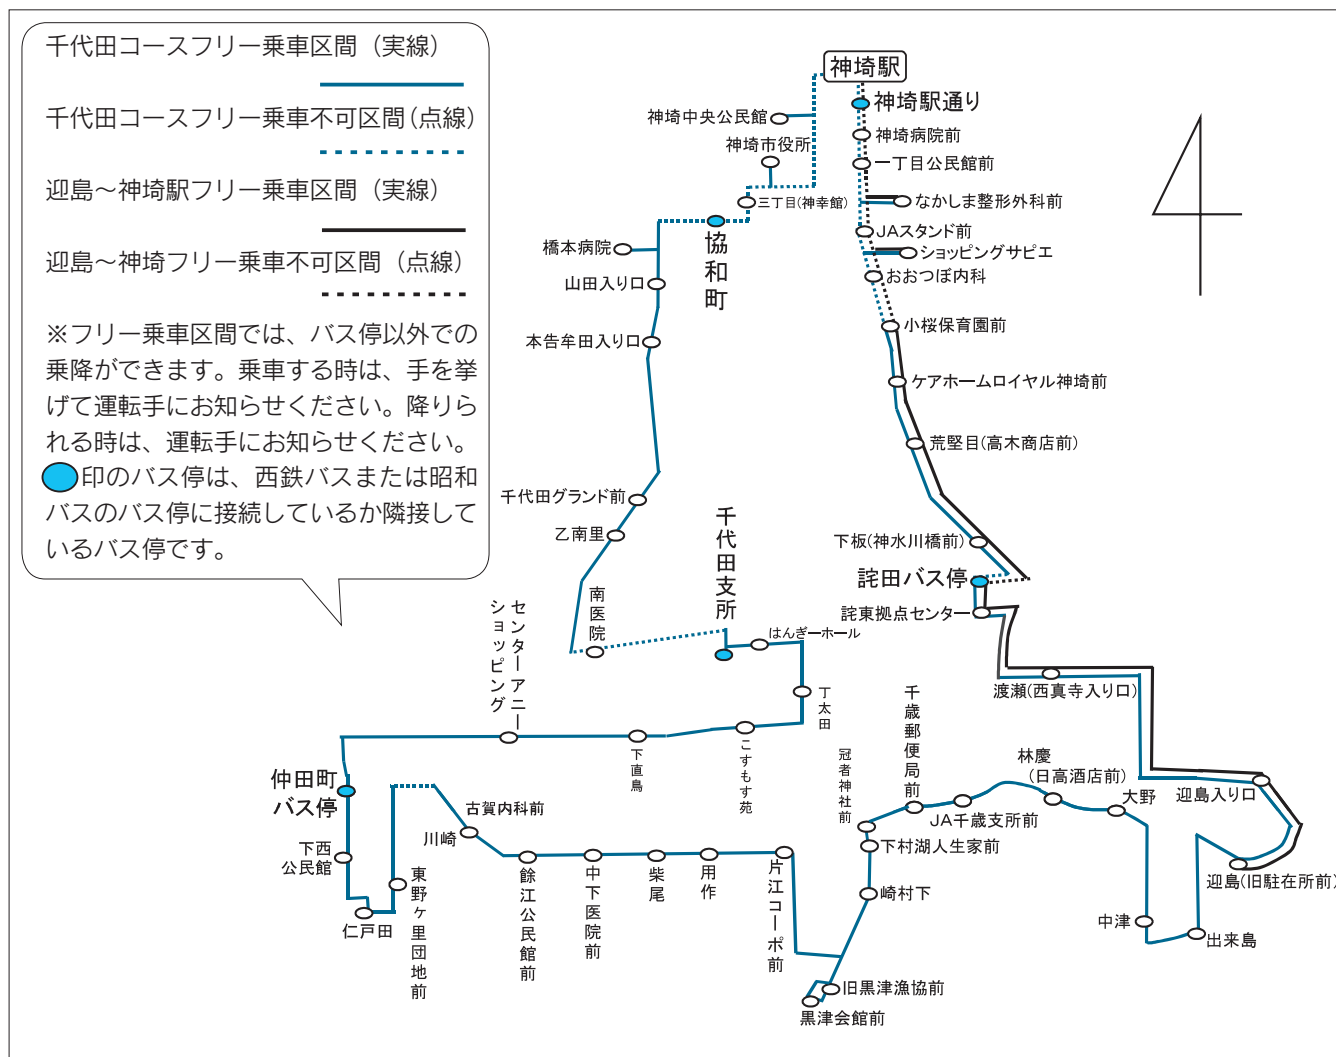 千代田コースフリー乗車区間（実線）
千代田コースフリー乗車不可区間(点線)
迎島～神埼駅フリー乗車区間（実線）
迎島～神埼フリー乗車不可区間（点線）
※フリー乗車区間では、バス停以外での
乗降ができます。乗車する時は、手を挙
げて運転手にお知らせください。降りら
れる時は、運転手にお知らせください。
印のバス停は、西鉄バスまたは昭和
バスのバス停に接続しているか隣接して
いるバス停です。
神埼駅
神埼駅通り
神埼中央公民館
神埼病院前
神埼市役所
一丁目公民館前
三丁目(神幸館)
なかしま整形外科前
協和町
JAスタンド前
橋本病院
ショッピングサピエ
山田入り口
おおつぼ内科
小桜保育園前
本告牟田入り口
ケアホームロイヤル神埼前
荒堅目(高木商店前)
千代田グランド前
乙南里
千代田支所
下板(神水川橋前)
詫田バス停
南医院
詫東拠点センター
センターアニー
ショッピング
はんぎーホール
丁太田
渡瀬(西真寺入り口)
下直鳥
こすもす苑
冠者神社前
千歳郵便局前
林慶
(日高酒店前)
仲田町
バス停
迎島入り口
大野
古賀内科前
JA千歳支所前
川崎
下村湖人生家前
下西
公民館
迎島(旧駐在所前)
東野ヶ里団地前
餘江公民館前
中下医院前
柴尾
用作
片江コーポ前
崎村下
仁戸田
中津
出来島
旧黒津漁協前
黒津会館前